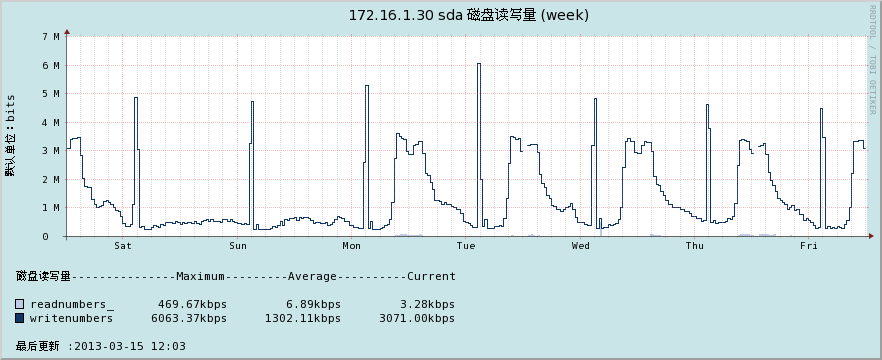 172.16.1.30 sda 磁盘读写量 (week)
RRDTOOL / TOBI OETIKER
默认单位：bits
7 M
6 M
5 M
4 M
3 M
2 M
1 M
0
Sat Sun Mon Tue Wed Thu Fri
磁盘读写量---------------Maximum---------Average----------Current
readnumbers_ 469.67kbps 6.89kbps 3.28kbps
writenumbers 6063.37kbps 1302.11kbps 3071.00kbps
最后更新 :2013-03-15 12:03